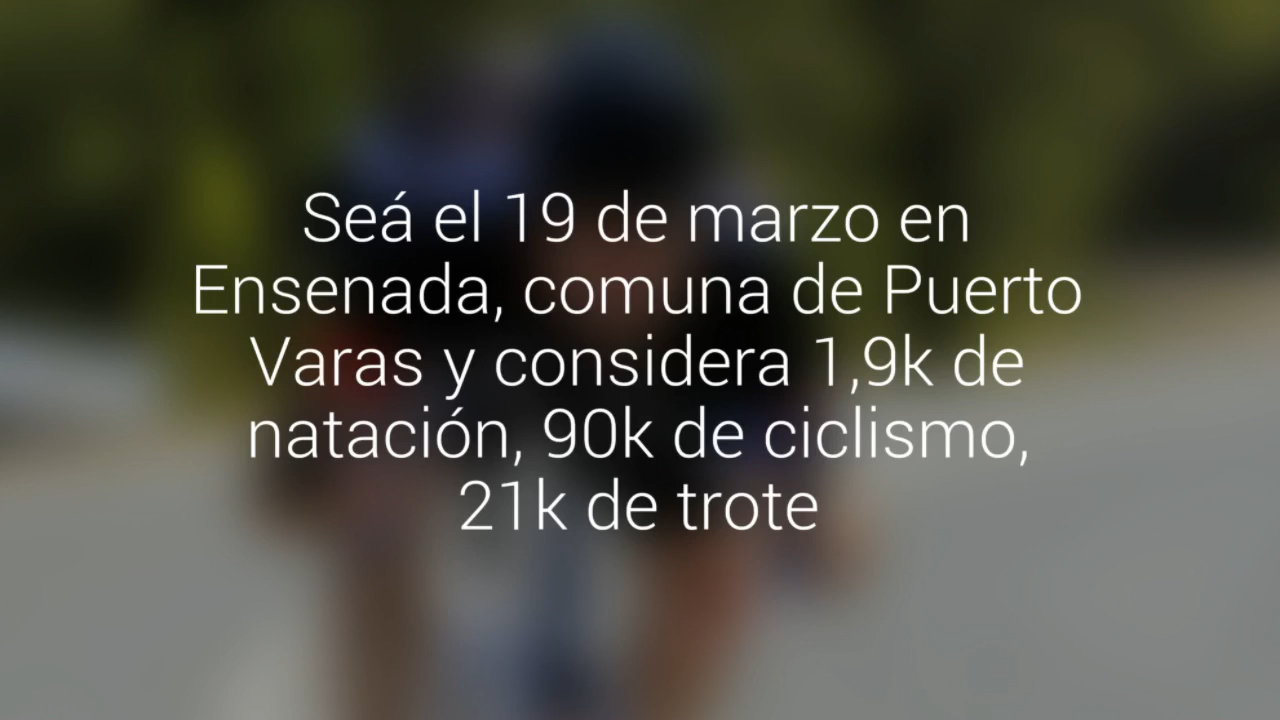 Seá el 19 de marzo en
Ensenada, comuna de Puerto
Varas y considera 1,9k de
natación, 90k de ciclismo,
21k de trote